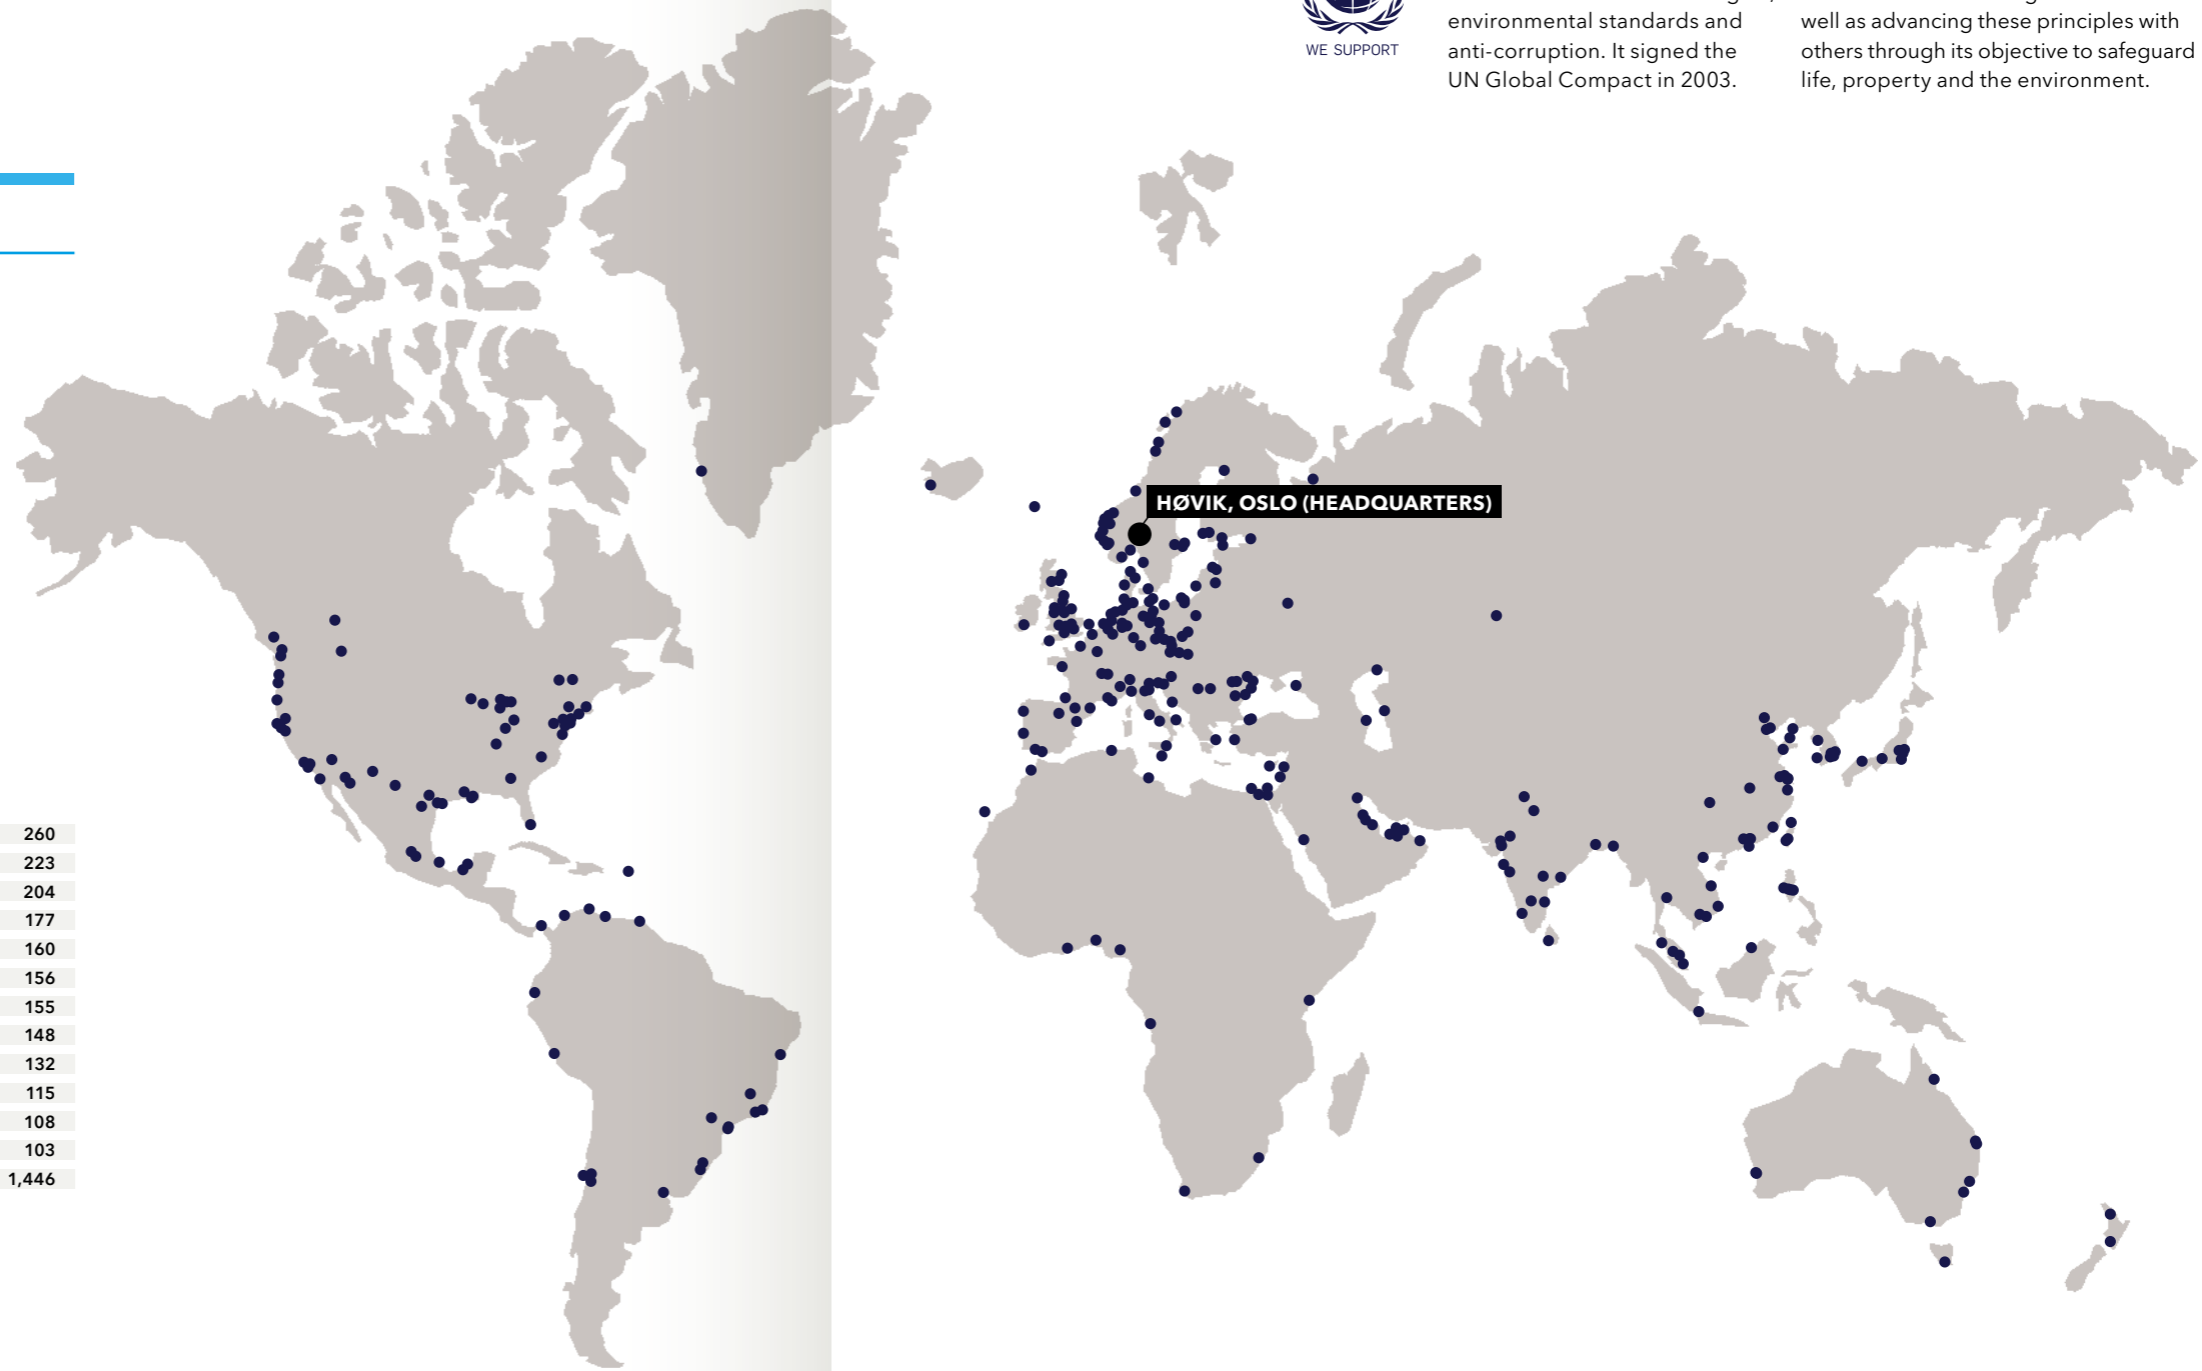 WE SUPPORT
environmental standards and
anti-corruption. It signed the
UN Global Compact in 2003.
well as advancing these principles with
others through its objective to safeguard
life, property and the environment.
HØVIK, OSLO (HEADQUARTERS)
260
223
204
177
160
156
155
148
132
115
108
103
1,446